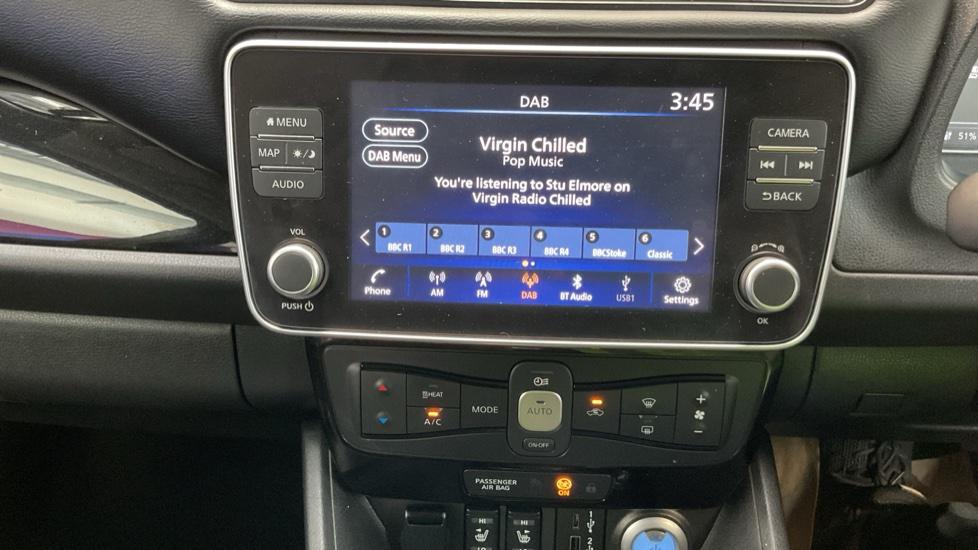 DAB 3:45
MENU
MAP
AUDIO
VOL
PUSH
Source
DAB Menu
Virgin Chilled
Pop Music
You're listening to Stu Elmore on
Virgin Radio Chilled
1 2 3 4 5 6
BBC R1 BBC R2 BBC R3 BBC R4 BBCStoke Classic
Phone AM FM DAB BT Audio USB1 Settings
CAMERA
BACK
OK
51%
HEAT
A/C
MODE
AUTO
ON•OFF
+
−
PASSENGER
AIR BAG
ON
HI HI
1
2